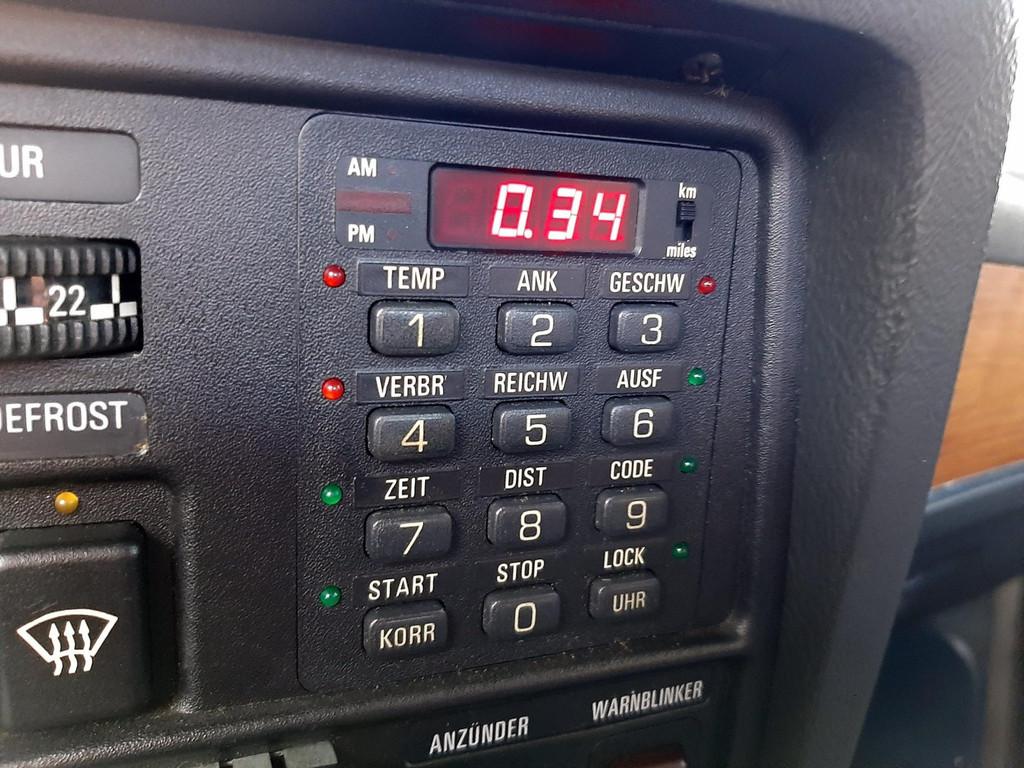 UR
22
DEFROST
AM
PM
0.34
km
miles
TEMP ANK GESCHW
1 2 3
VERBR REICHW AUSF
4 5 6
ZEIT DIST CODE
7 8 9
START STOP LOCK
KORR 0 UHR
ANZÜNDER WARNBLINKER